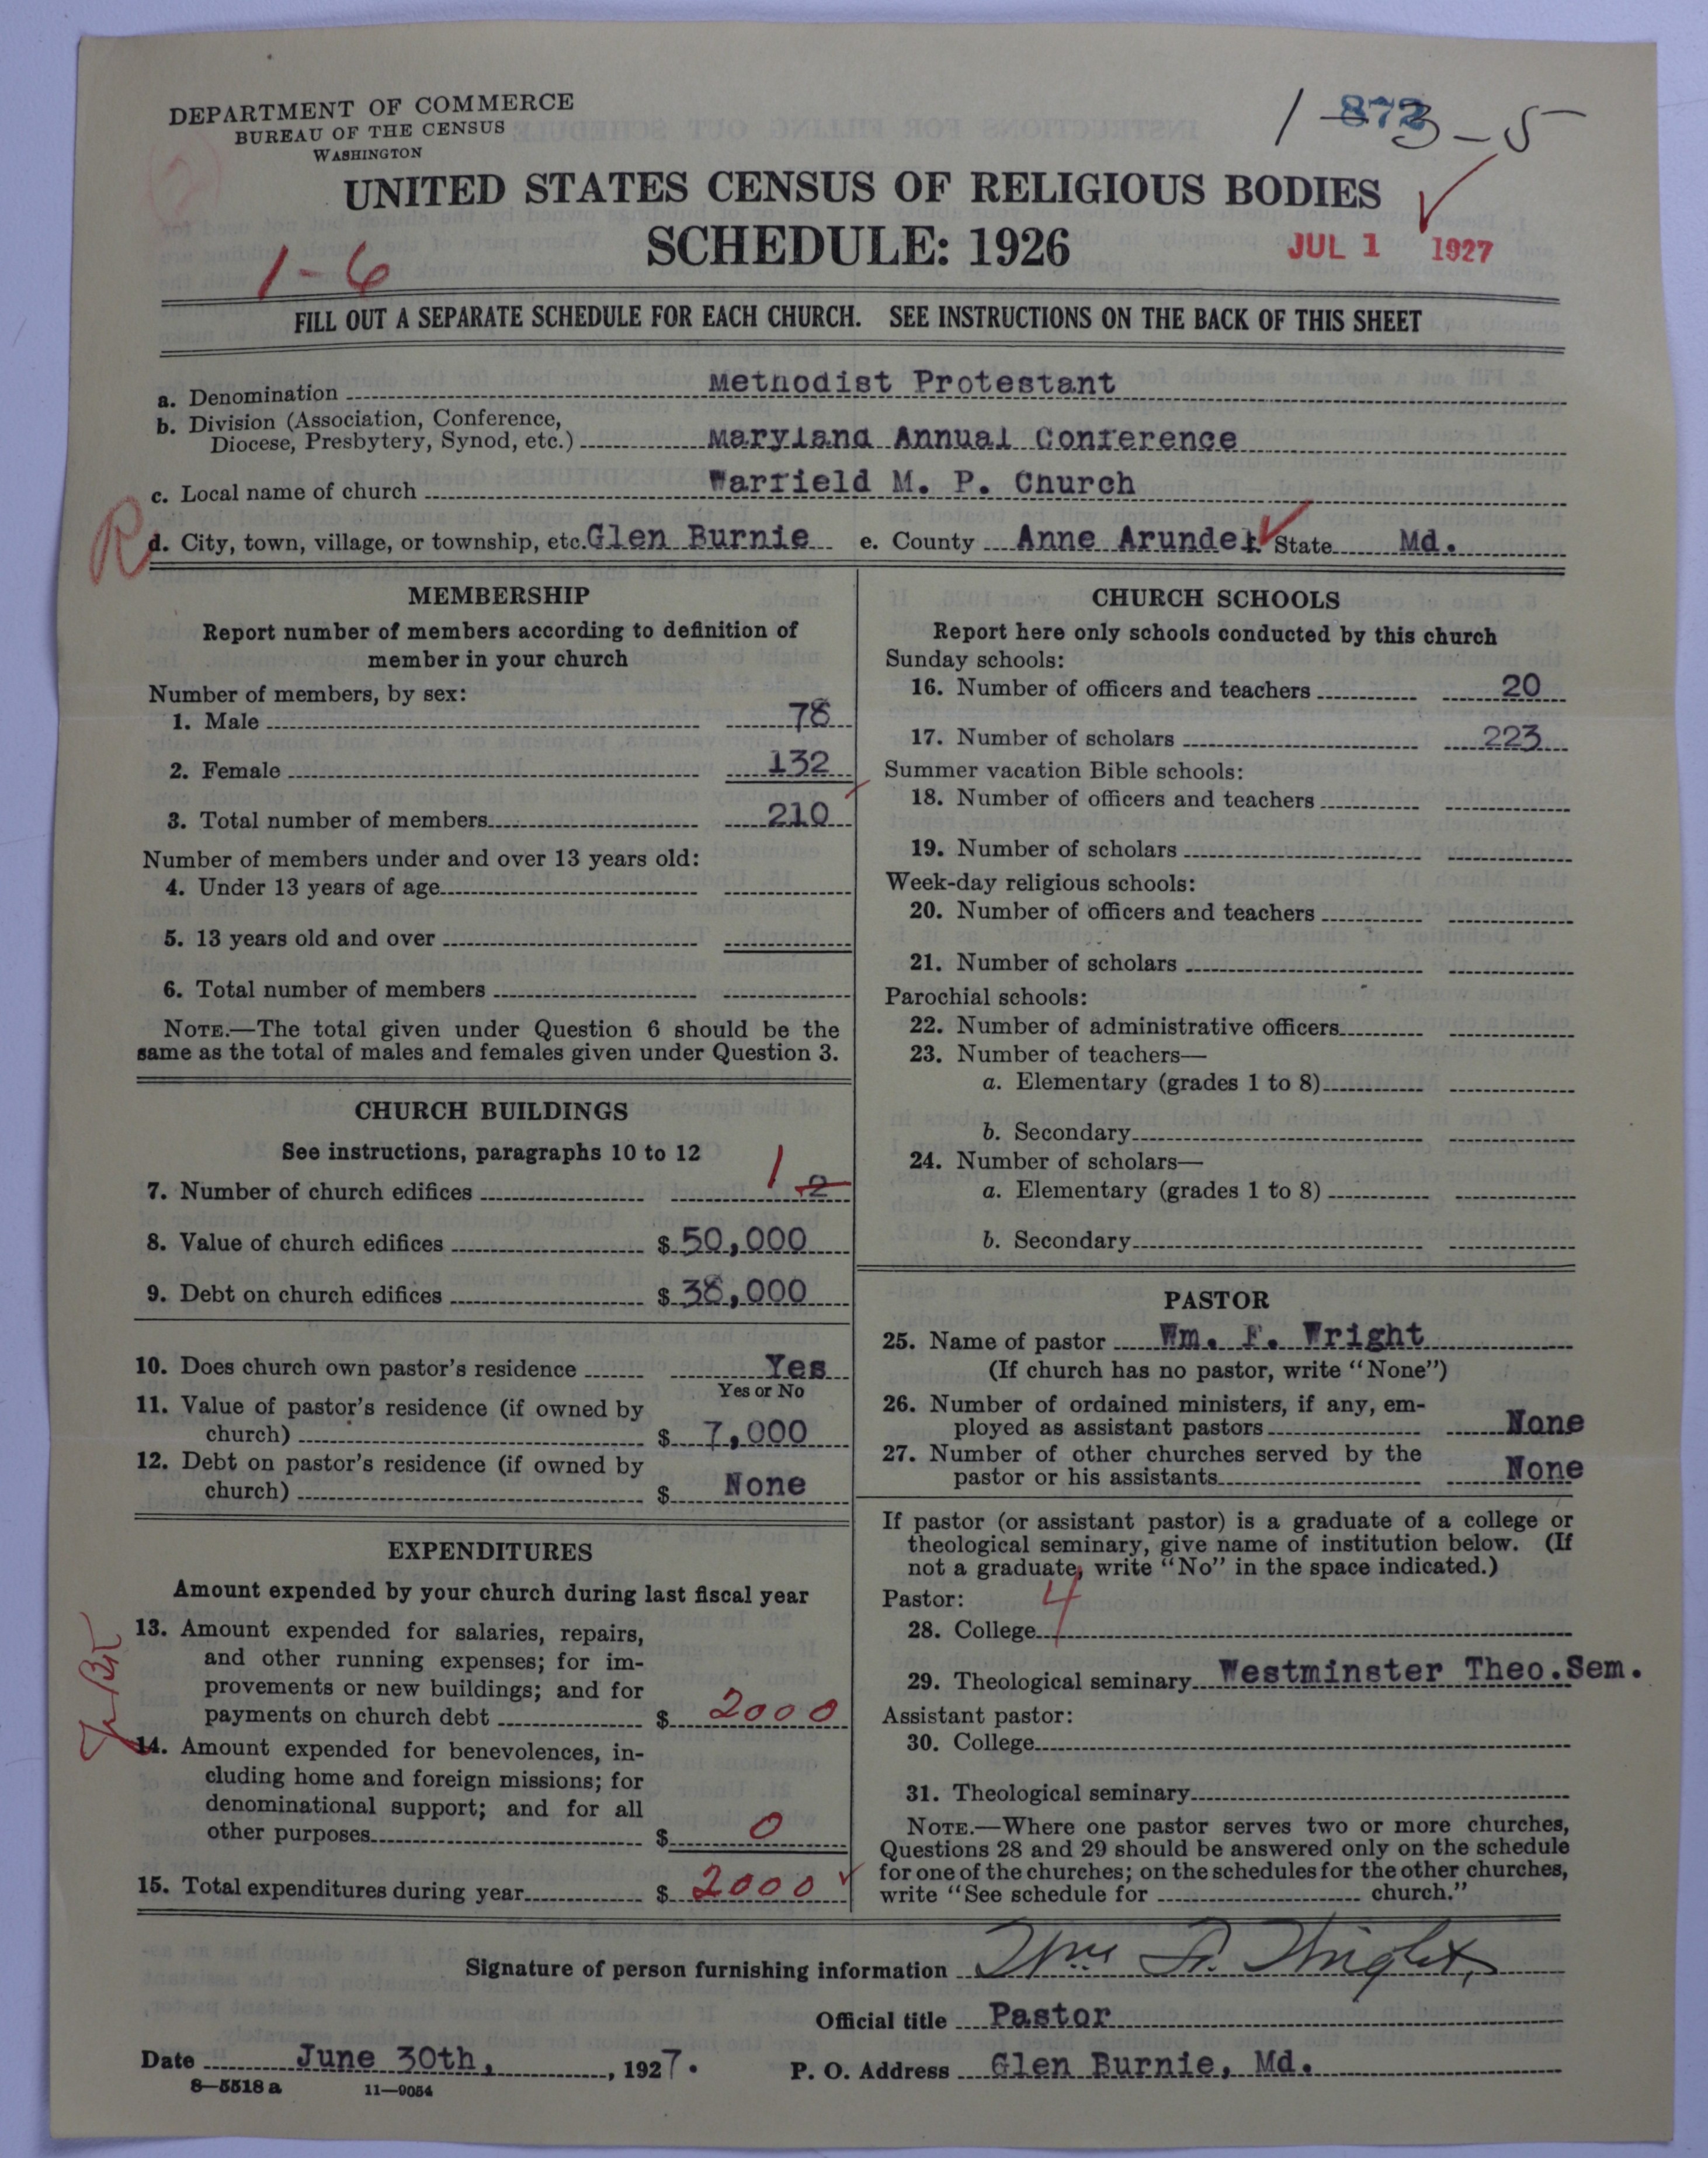 DEPARTMENT OF COMMERCE
BUREAU OF THE CENSUS
WASHINGTON
1 - 3 - 5
873
UNITED STATES CENSUS OF RELIGIOUS BODIES
SCHEDULE: 1926
JUL 1 1927
1-6
FILL OUT A SEPARATE SCHEDULE FOR EACH CHURCH. SEE INSTRUCTIONS ON THE BACK OF THIS SHEET
a. Denomination Methodist Protestant
b. Division (Association, Conference,
Diocese, Presbytery, Synod, etc.) Maryland Annual Conference
c. Local name of church Warfield M. P. Church
R
d. City, town, village, or township, etc. Glen Burnie e. County Anne Arundel State Md.
MEMBERSHIP
Report number of members according to definition of
member in your church
Number of members, by sex:
1. Male 78
2. Female 132
3. Total number of members 210
Number of members under and over 13 years old:
4. Under 13 years of age
5. 13 years old and over
6. Total number of members
NOTE.—The total given under Question 6 should be the
same as the total of males and females given under Question 3.
CHURCH BUILDINGS
See instructions, paragraphs 10 to 12
7. Number of church edifices 1 2
8. Value of church edifices $ 50,000
9. Debt on church edifices $ 38,000
10. Does church own pastor's residence Yes
Yes or No
11. Value of pastor's residence (if owned by
church) $ 7,000
12. Debt on pastor's residence (if owned by
church) $ None
EXPENDITURES
Amount expended by your church during last fiscal year
13. Amount expended for salaries, repairs,
and other running expenses; for im-
provements or new buildings; and for
payments on church debt $ 2000
14. Amount expended for benevolences, in-
cluding home and foreign missions; for
denominational support; and for all
other purposes $ 0
15. Total expenditures during year $ 2000
CHURCH SCHOOLS
Report here only schools conducted by this church
Sunday schools:
16. Number of officers and teachers 20
17. Number of scholars 223
Summer vacation Bible schools:
18. Number of officers and teachers
19. Number of scholars
Week-day religious schools:
20. Number of officers and teachers
21. Number of scholars
Parochial schools:
22. Number of administrative officers
23. Number of teachers—
a. Elementary (grades 1 to 8)
b. Secondary
24. Number of scholars—
a. Elementary (grades 1 to 8)
b. Secondary
PASTOR
25. Name of pastor Wm. F. Wright
(If church has no pastor, write "None")
26. Number of ordained ministers, if any, em-
ployed as assistant pastors None
27. Number of other churches served by the
pastor or his assistants None
If pastor (or assistant pastor) is a graduate of a college or
theological seminary, give name of institution below. (If
not a graduate, write "No" in the space indicated.)
Pastor: 4
28. College
29. Theological seminary Westminster Theo.Sem.
Assistant pastor:
30. College
31. Theological seminary
NOTE.—Where one pastor serves two or more churches,
Questions 28 and 29 should be answered only on the schedule
for one of the churches; on the schedules for the other churches,
write "See schedule for church."
Signature of person furnishing information Wm F. Wright,
Official title Pastor
Date June 30th, , 1927. P. O. Address Glen Burnie, Md.
8—5518 a 11—9054